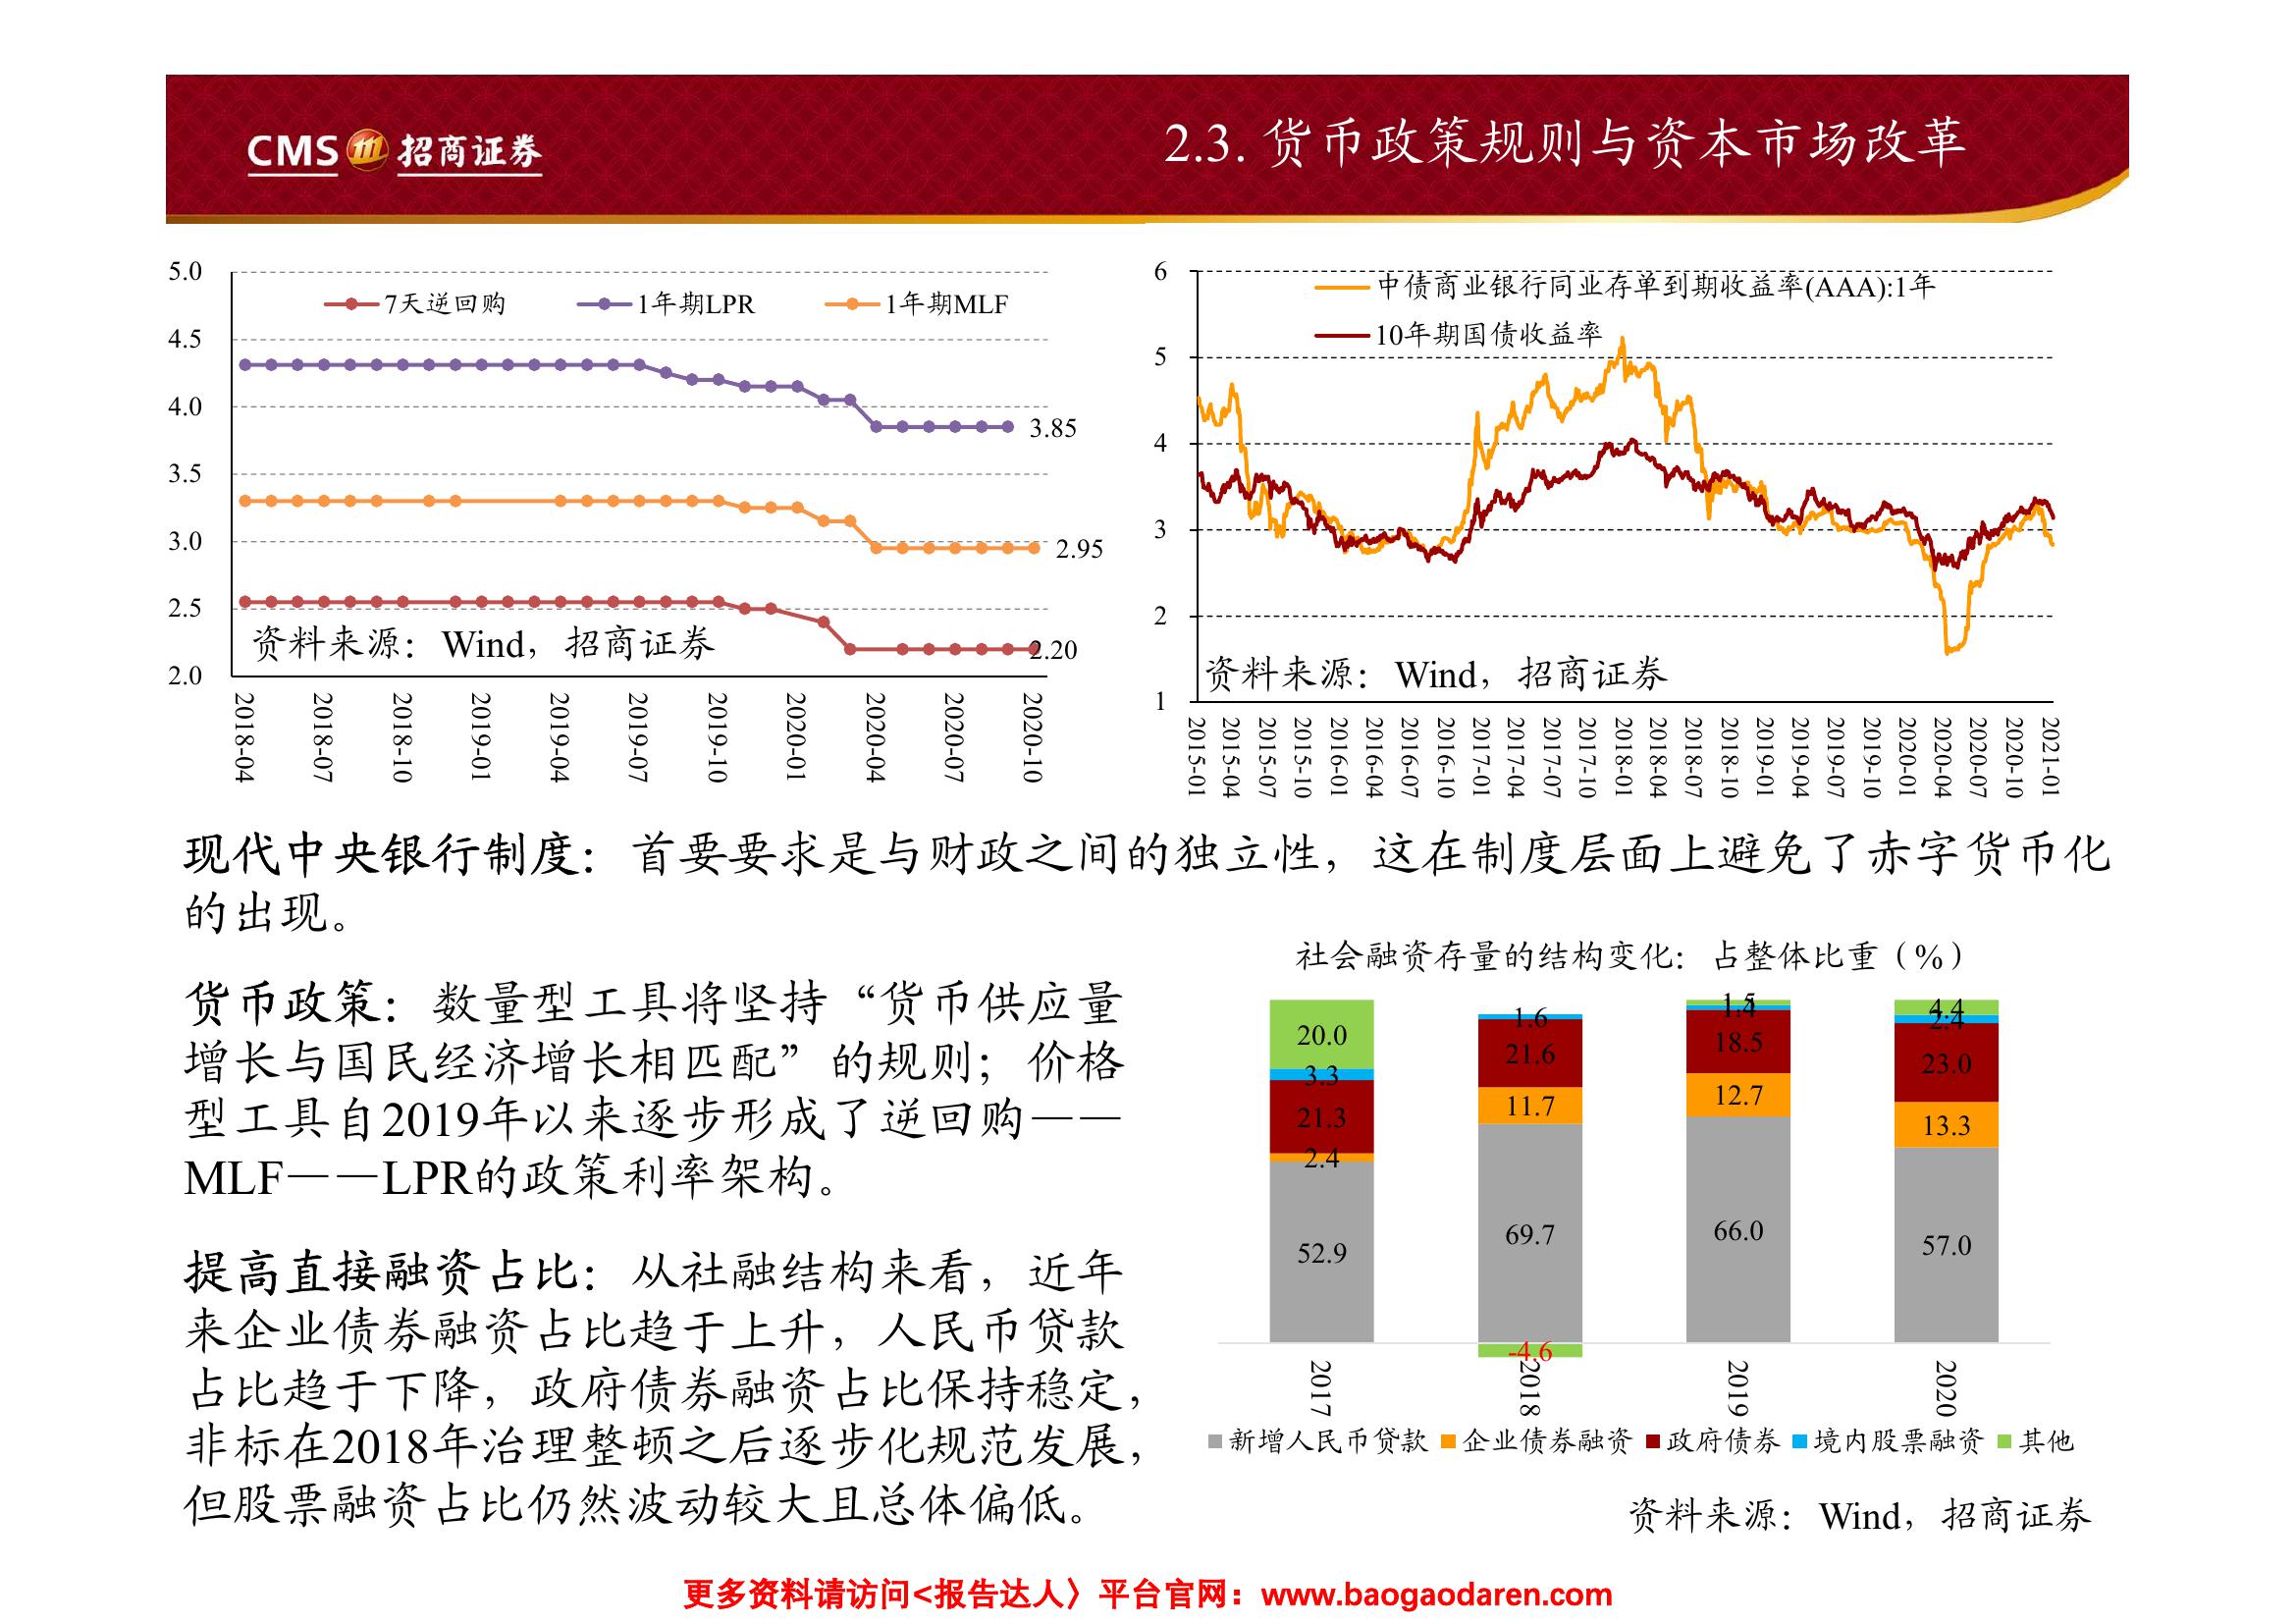 CMS 招商证券
2.3. 货币政策规则与资本市场改革
5.0
4.5
4.0
3.5
3.0
2.5
2.0
7天逆回购
1年期LPR
1年期MLF
3.85
2.95
2.20
资料来源：Wind，招商证券
2018-04
2018-07
2018-10
2019-01
2019-04
2019-07
2019-10
2020-01
2020-04
2020-07
2020-10
6
5
4
3
2
1
中债商业银行同业存单到期收益率(AAA):1年
10年期国债收益率
资料来源：Wind，招商证券
2015-01
2015-04
2015-07
2015-10
2016-01
2016-04
2016-07
2016-10
2017-01
2017-04
2017-07
2017-10
2018-01
2018-04
2018-07
2018-10
2019-01
2019-04
2019-07
2019-10
2020-01
2020-04
2020-07
2020-10
2021-01
现代中央银行制度：首要要求是与财政之间的独立性，这在制度层面上避免了赤字货币化
的出现。
货币政策：数量型工具将坚持“货币供应量
增长与国民经济增长相匹配”的规则；价格
型工具自2019年以来逐步形成了逆回购——
MLF——LPR的政策利率架构。
提高直接融资占比：从社融结构来看，近年
来企业债券融资占比趋于上升，人民币贷款
占比趋于下降，政府债券融资占比保持稳定，
非标在2018年治理整顿之后逐步化规范发展，
但股票融资占比仍然波动较大且总体偏低。
社会融资存量的结构变化：占整体比重（%）
20.0
3.3
21.3
2.4
52.9
1.6
21.6
11.7
69.7
-4.6
1.5
1.4
18.5
12.7
66.0
4.4
2.4
23.0
13.3
57.0
2017
2018
2019
2020
新增人民币贷款
企业债券融资
政府债券
境内股票融资
其他
资料来源：Wind，招商证券
更多资料请访问<报告达人〉平台官网：www.baogaodaren.com